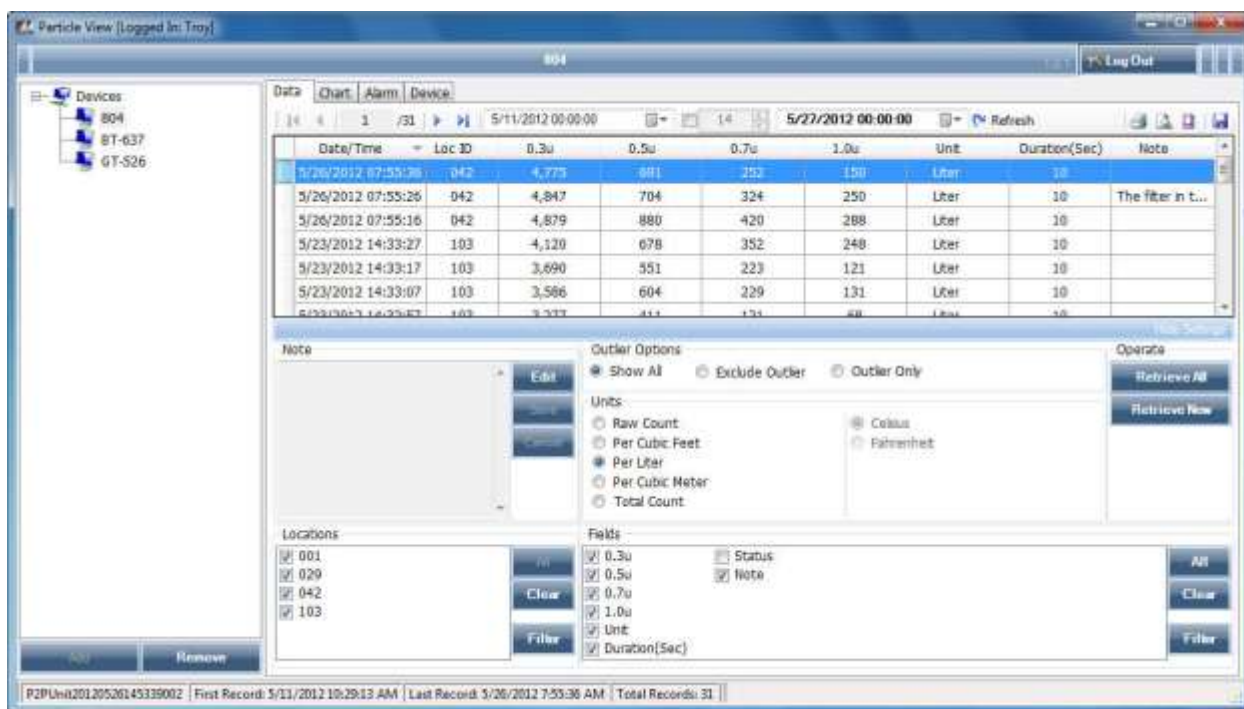 Particle View [Logged In: Troy]
804
Log Out
Devices
804
BT-637
GT-526
Data Chart Alarm Device
1 /31 5/11/2012 00:00:00 14 5/27/2012 00:00:00 Refresh
Date/Time Loc ID 0.3u 0.5u 0.7u 1.0u Unit Duration(Sec) Note
5/26/2012 07:55:36 042 4,775 691 252 150 Liter 10
5/26/2012 07:55:26 042 4,847 704 324 250 Liter 10 The filter in t...
5/26/2012 07:55:16 042 4,879 880 420 288 Liter 10
5/23/2012 14:33:27 103 4,120 678 352 248 Liter 10
5/23/2012 14:33:17 103 3,690 551 223 121 Liter 10
5/23/2012 14:33:07 103 3,586 604 229 131 Liter 10
Hide Settings
Note Outlier Options Operate
Edit Show All Exclude Outlier Outlier Only Retrieve All
Save Units Retrieve New
Raw Count Celsius
Cancel Per Cubic Feet Fahrenheit
Per Liter
Per Cubic Meter
Total Count
Locations Fields
001 All 0.3u Status All
029 0.5u Note
042 Clear 0.7u Clear
103 1.0u
Filter Unit Filter
Duration(Sec)
Add Remove
P2PUnit20120526145339002 First Record: 5/11/2012 10:29:13 AM Last Record: 5/26/2012 7:55:36 AM Total Records: 31